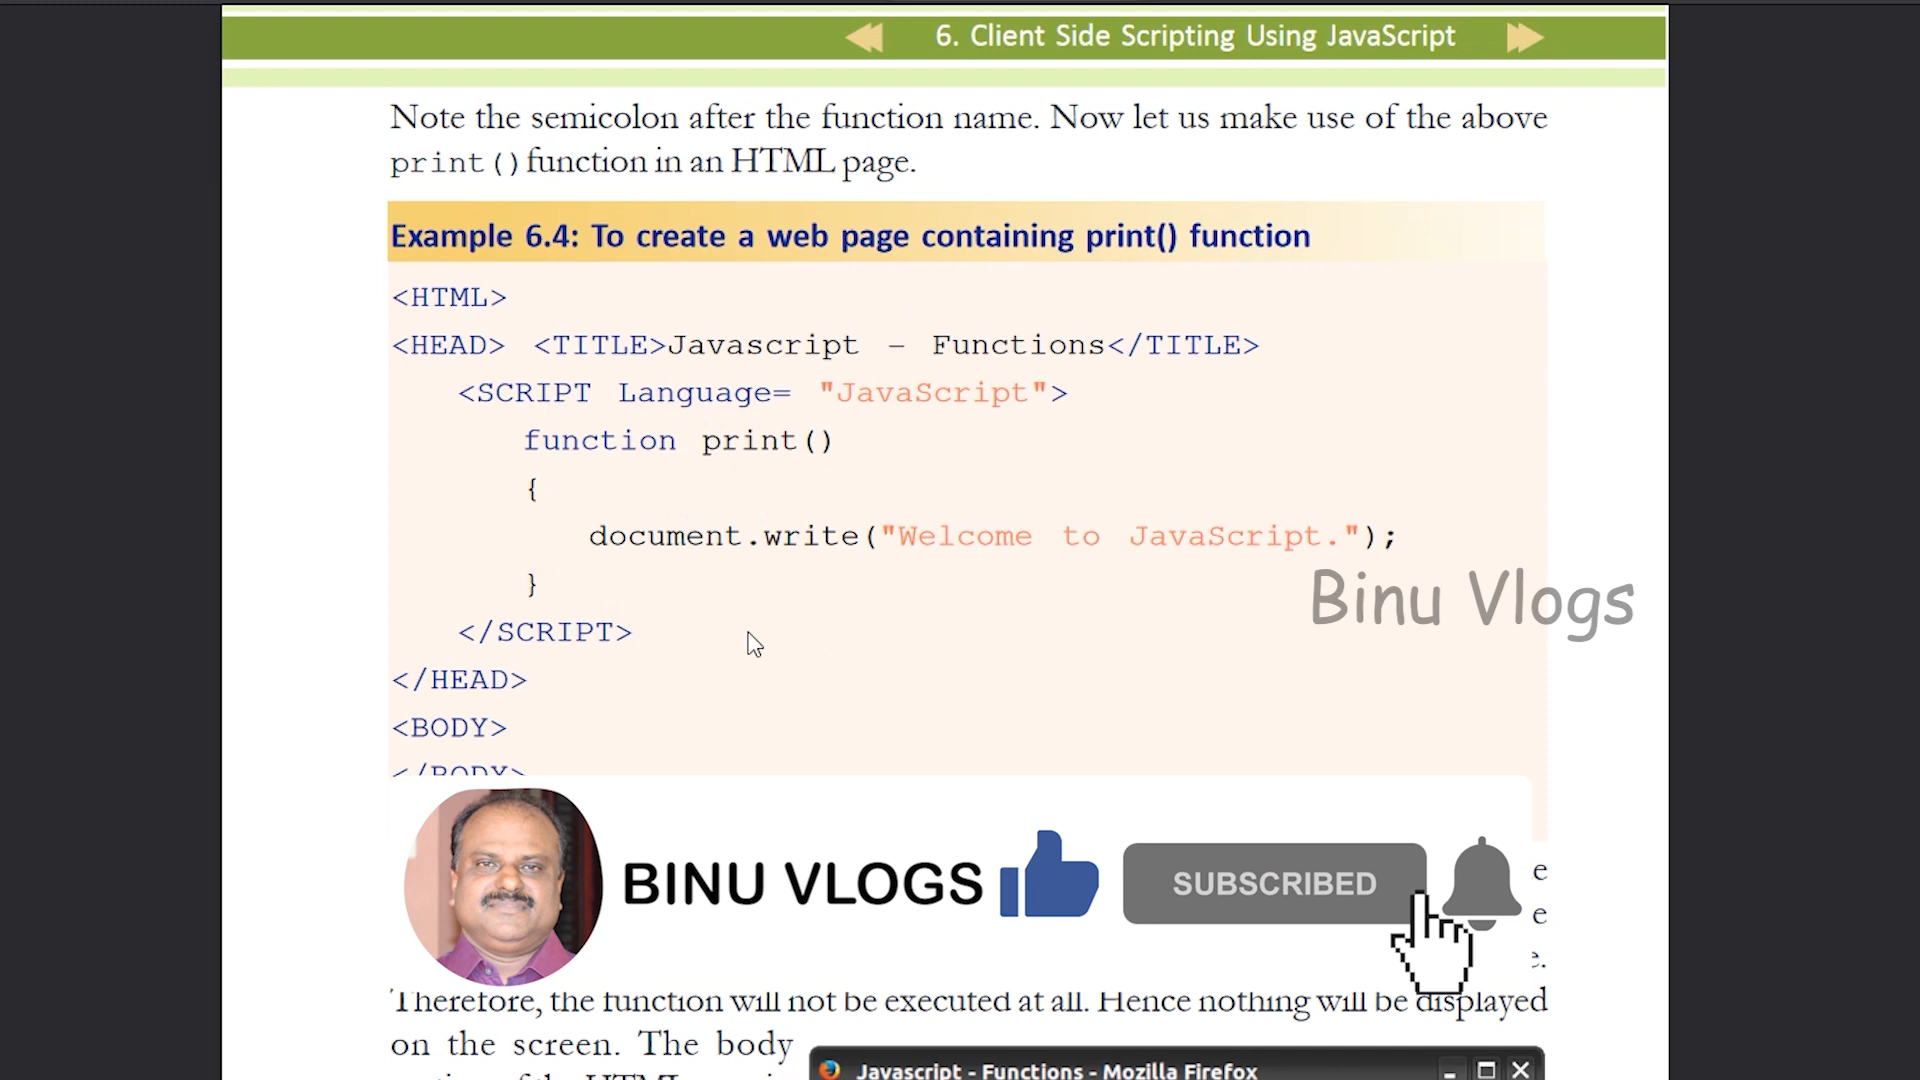 6. Client Side Scripting Using JavaScript
Note the semicolon after the function name. Now let us make use of the above
print() function in an HTML page.
Example 6.4: To create a web page containing print() function
<HTML>
<HEAD> <TITLE>Javascript – Functions</TITLE>
<SCRIPT Language= "JavaScript">
function print()
{
document.write("Welcome to JavaScript.");
}
Binu Vlogs
</SCRIPT>
</HEAD>
<BODY>
</BODY>
BINU VLOGS
SUBSCRIBED
Therefore, the function will not be executed at all. Hence nothing will be displayed
on the screen. The body
Javascript - Functions - Mozilla Firefox